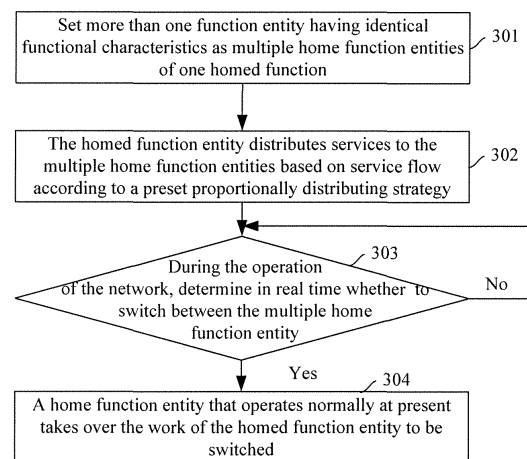 Set more than one function entity having identical
functional characteristics as multiple home function entities
of one homed function
301
The homed function entity distributes services to the
multiple home function entities based on service flow
according to a preset proportionally distributing strategy
302
303
During the operation
of the network, determine in real time whether to
switch between the multiple home
function entity
No
Yes
304
A home function entity that operates normally at present
takes over the work of the homed function entity to be
switched